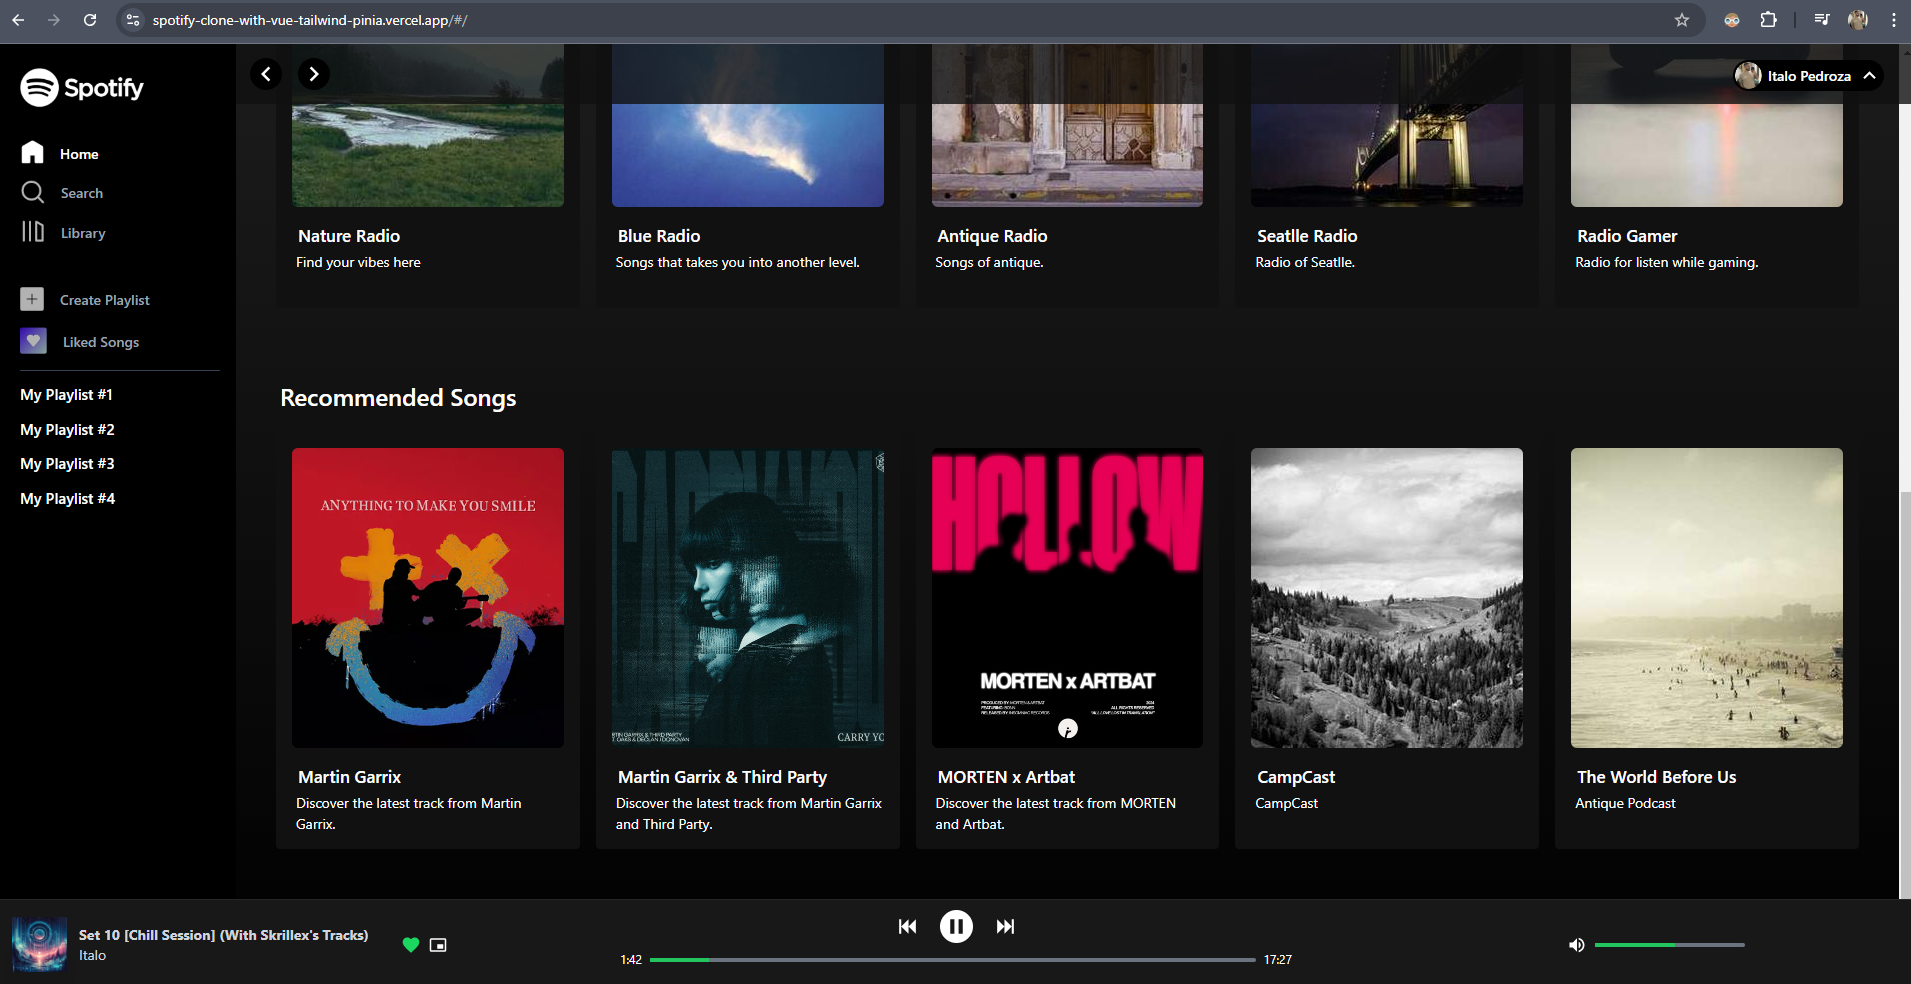 spotify-clone-with-vue-tailwind-pinia.vercel.app/#/
Spotify
Italo Pedroza
Home
Search
Library
Create Playlist
Liked Songs
My Playlist #1
My Playlist #2
My Playlist #3
My Playlist #4
Nature Radio
Find your vibes here
Blue Radio
Songs that takes you into another level.
Antique Radio
Songs of antique.
Seatlle Radio
Radio of Seatlle.
Radio Gamer
Radio for listen while gaming.
Recommended Songs
ANYTHING TO MAKE YOU SMILE
Martin Garrix
Discover the latest track from Martin
Garrix.
CARRY YO
Martin Garrix & Third Party
Discover the latest track from Martin Garrix
and Third Party.
HOLLOW
MORTEN x ARTBAT
MORTEN x Artbat
Discover the latest track from MORTEN
and Artbat.
CampCast
CampCast
The World Before Us
Antique Podcast
Set 10 [Chill Session] (With Skrillex's Tracks)
Italo
1:42
17:27